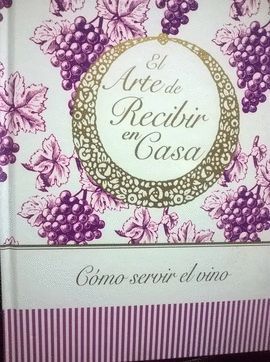 El
Arte de
Recibir
en
Casa
Cómo servir el vino